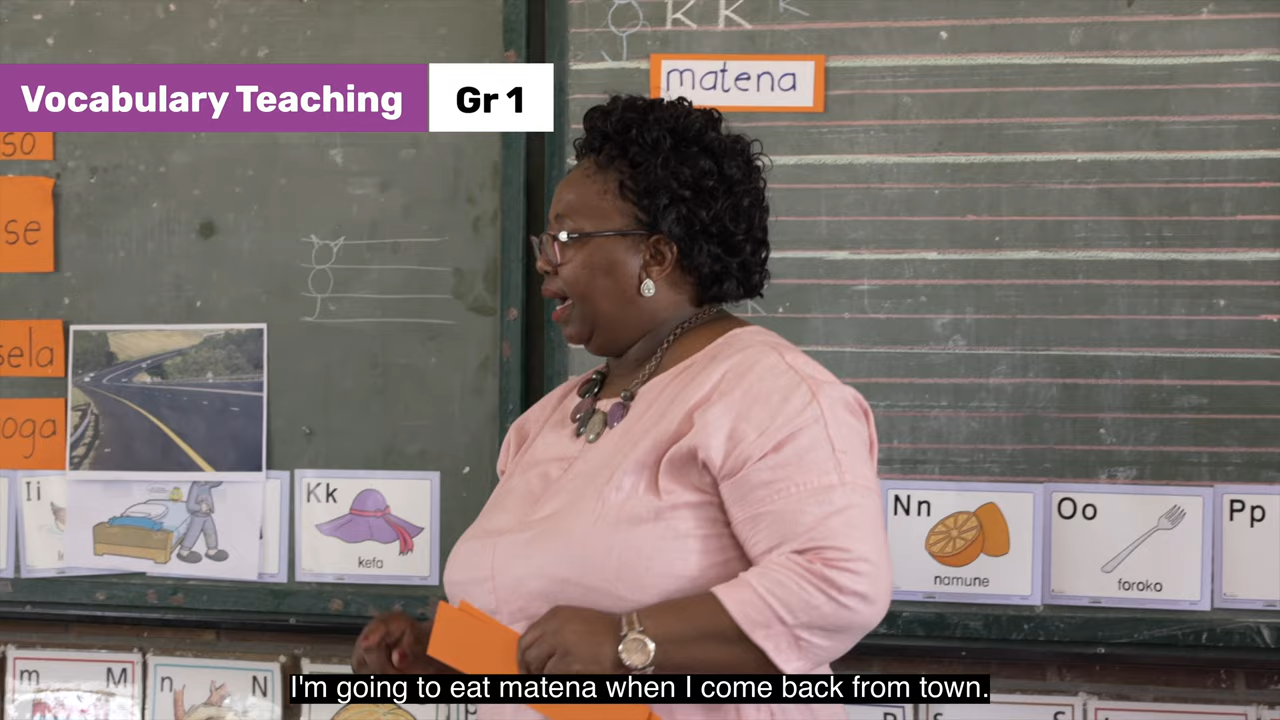 K K K
matena
Vocabulary Teaching Gr 1
so
se
sela
oga
Ii
Kk
kefa
Nn
namune
Oo
foroko
Pp
m M
n N
I'm going to eat matena when I come back from town.